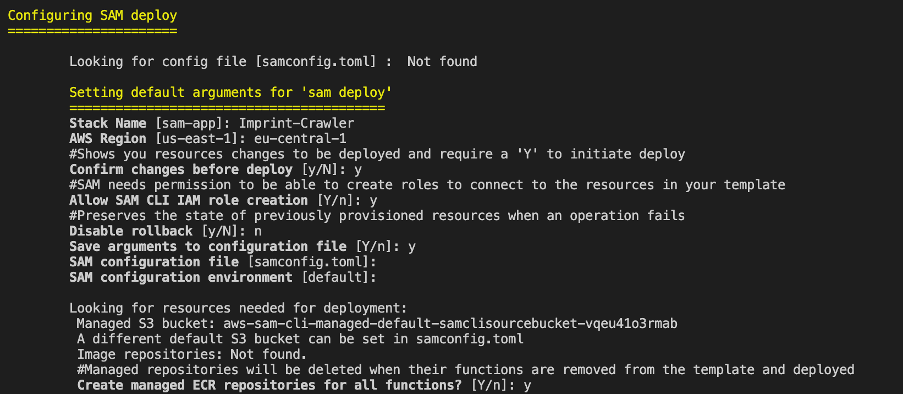 Configuring SAM deploy
======================
Looking for config file [samconfig.toml] :  Not found
Setting default arguments for 'sam deploy'
=========================================
Stack Name [sam-app]: Imprint-Crawler
AWS Region [us-east-1]: eu-central-1
#Shows you resources changes to be deployed and require a 'Y' to initiate deploy
Confirm changes before deploy [y/N]: y
#SAM needs permission to be able to create roles to connect to the resources in your template
Allow SAM CLI IAM role creation [Y/n]: y
#Preserves the state of previously provisioned resources when an operation fails
Disable rollback [y/N]: n
Save arguments to configuration file [Y/n]: y
SAM configuration file [samconfig.toml]:
SAM configuration environment [default]:
Looking for resources needed for deployment:
Managed S3 bucket: aws-sam-cli-managed-default-samclisourcebucket-vqeu41o3rmab
A different default S3 bucket can be set in samconfig.toml
Image repositories: Not found.
#Managed repositories will be deleted when their functions are removed from the template and deployed
Create managed ECR repositories for all functions? [Y/n]: y